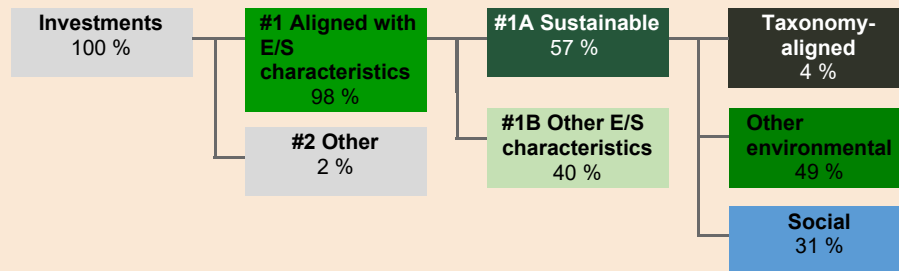 Investments
100 %
#1 Aligned with
E/S
characteristics
98 %
#2 Other
2 %
#1A Sustainable
57 %
#1B Other E/S
characteristics
40 %
Taxonomy-
aligned
4 %
Other
environmental
49 %
Social
31 %